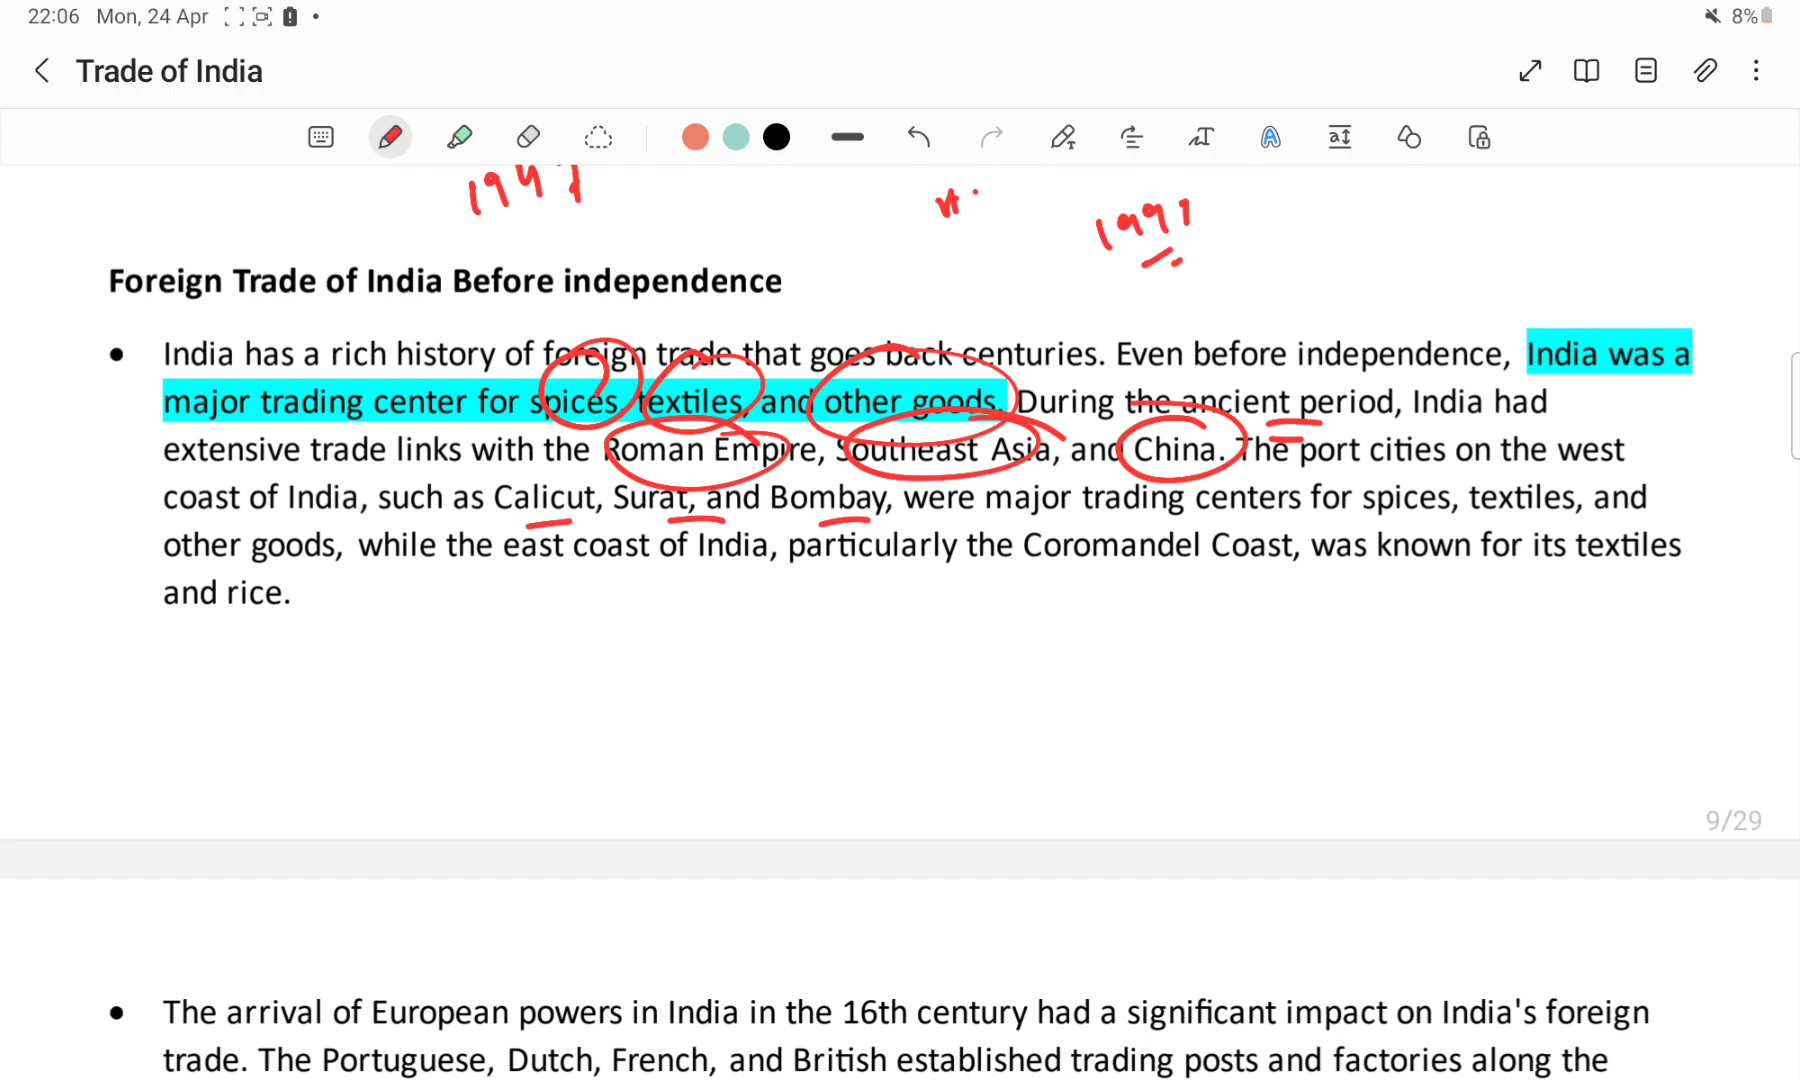 22:06 Mon, 24 Apr 8%
Trade of India
1947
1991
Foreign Trade of India Before independence
• India has a rich history of foreign trade that goes back centuries. Even before independence, India was a
major trading center for spices, textiles, and other goods. During the ancient period, India had
extensive trade links with the Roman Empire, Southeast Asia, and China. The port cities on the west
coast of India, such as Calicut, Surat, and Bombay, were major trading centers for spices, textiles, and
other goods, while the east coast of India, particularly the Coromandel Coast, was known for its textiles
and rice.
9/29
• The arrival of European powers in India in the 16th century had a significant impact on India's foreign
trade. The Portuguese, Dutch, French, and British established trading posts and factories along the